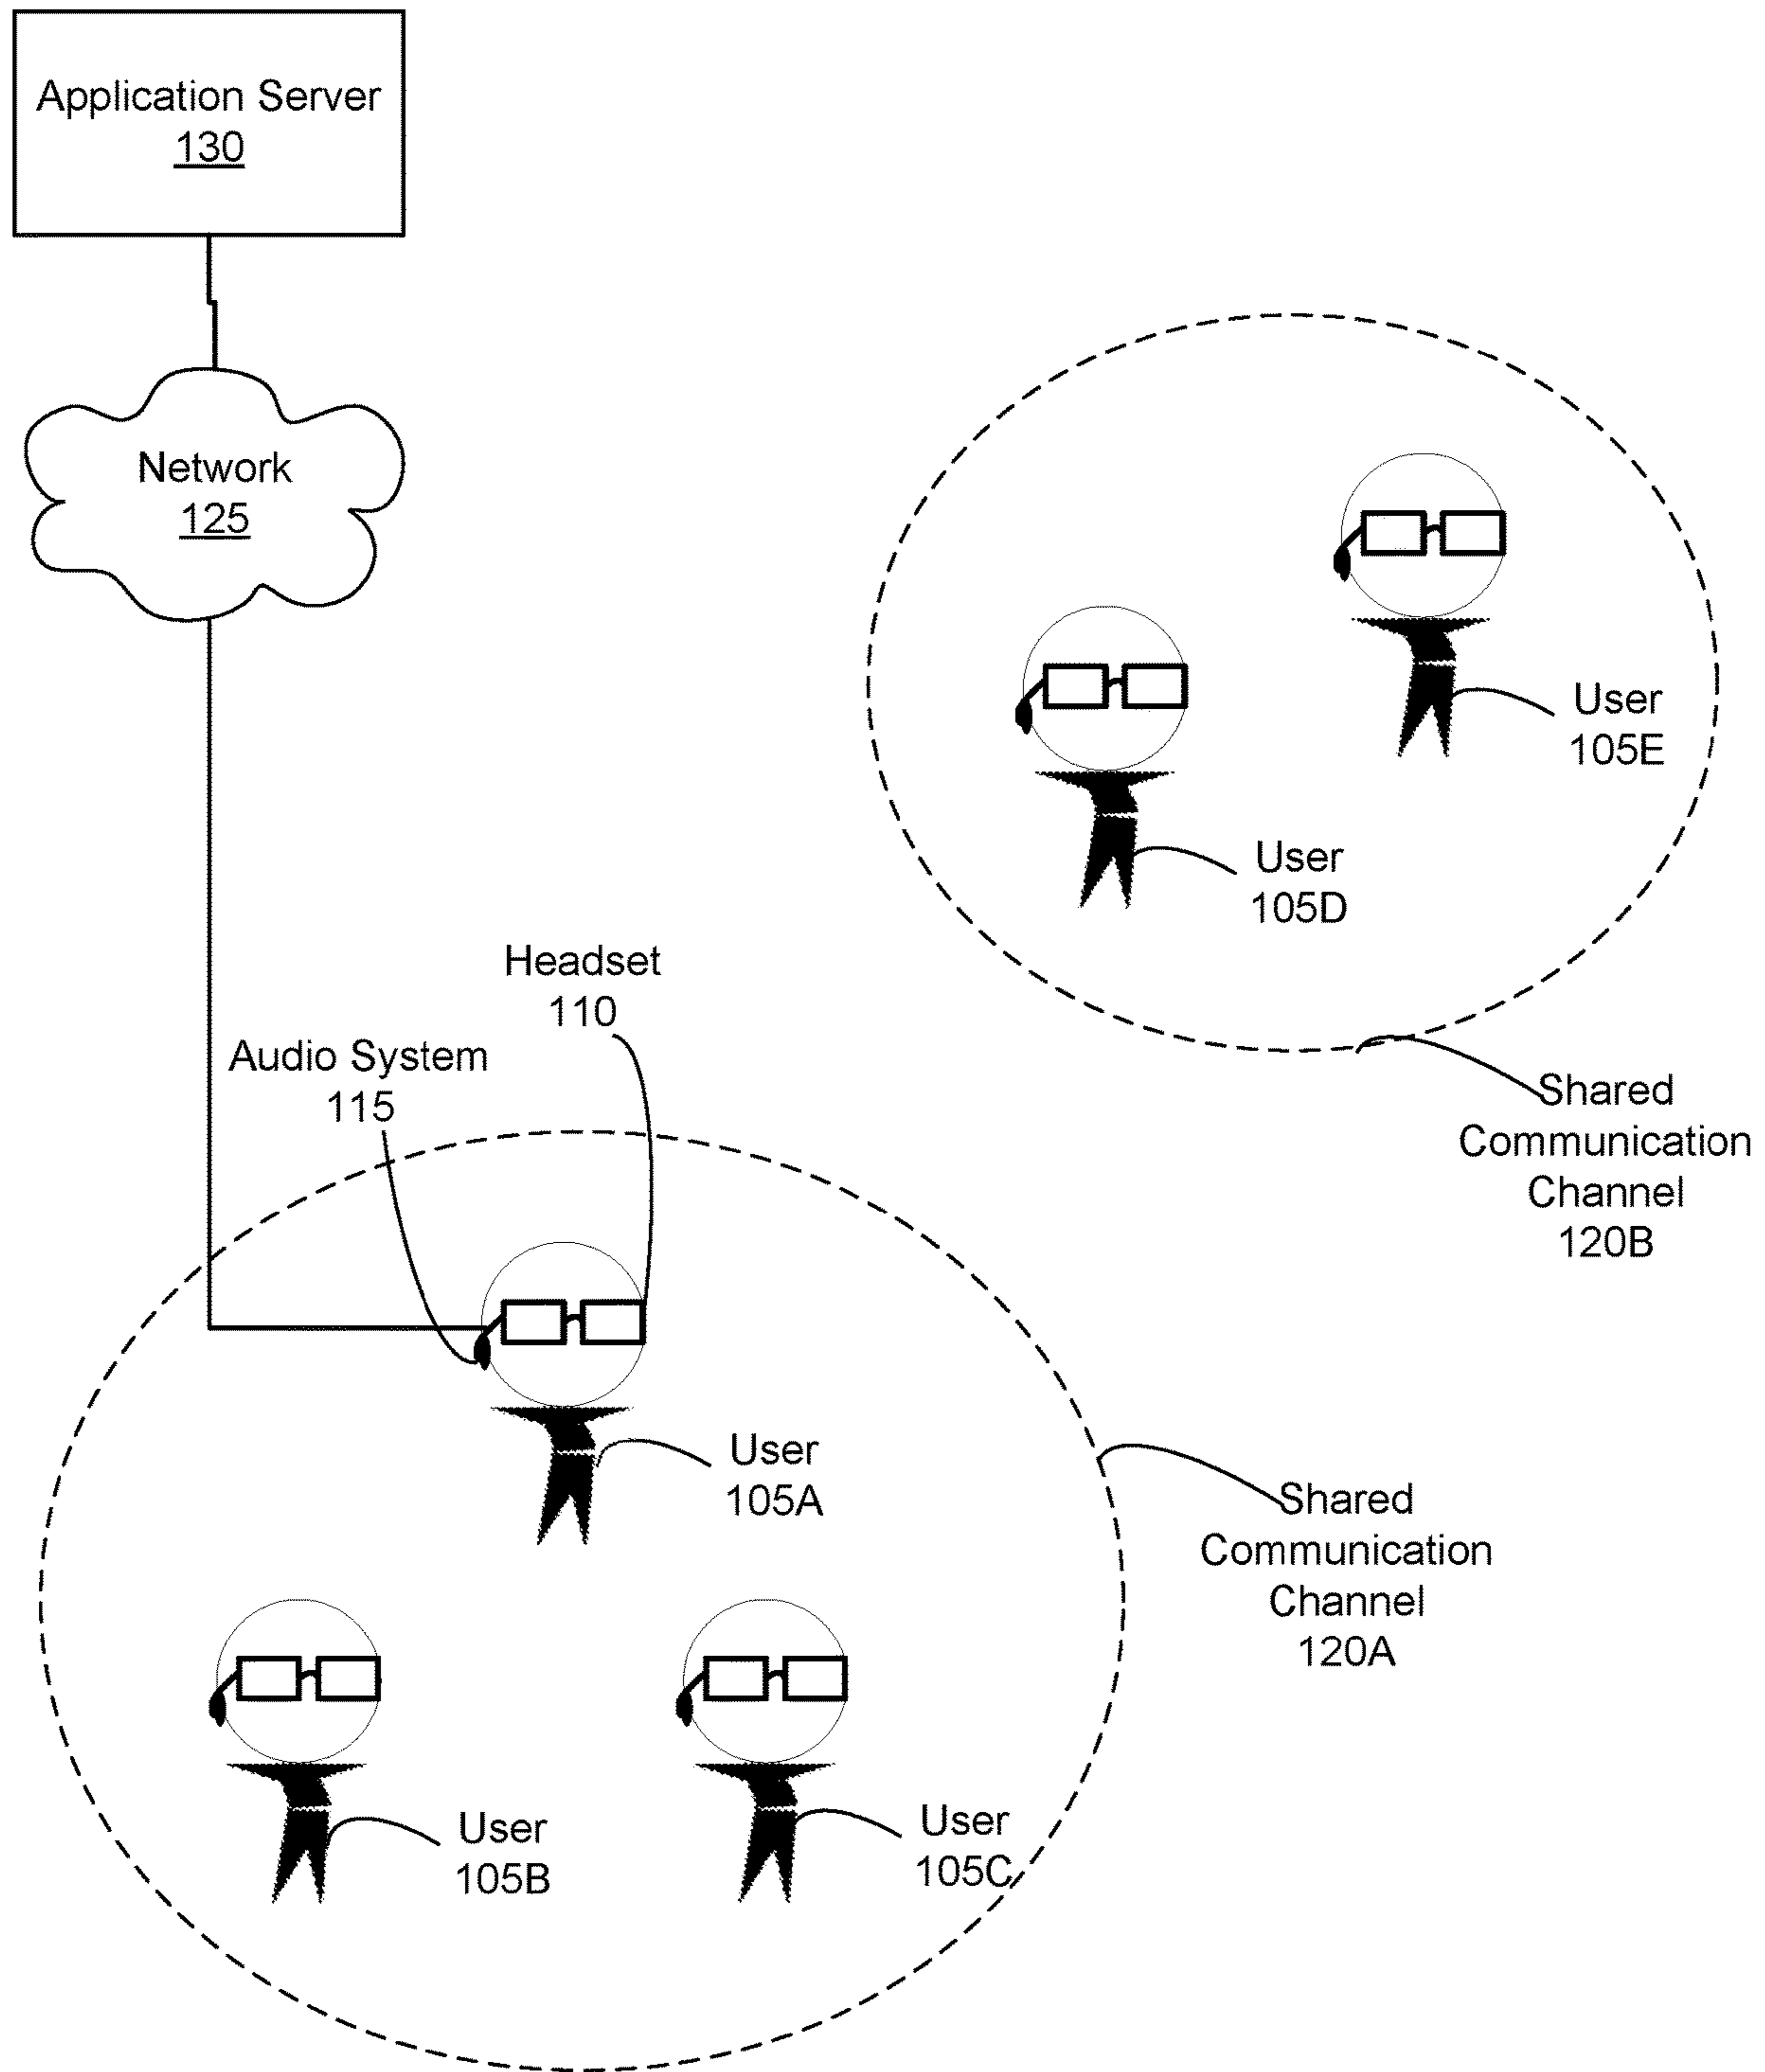 Application Server
130
Network
125
User
105E
User
105D
Headset
110
Audio System
115
Shared
Communication
Channel
120B
User
105A
Shared
Communication
Channel
120A
User
105B
User
105C